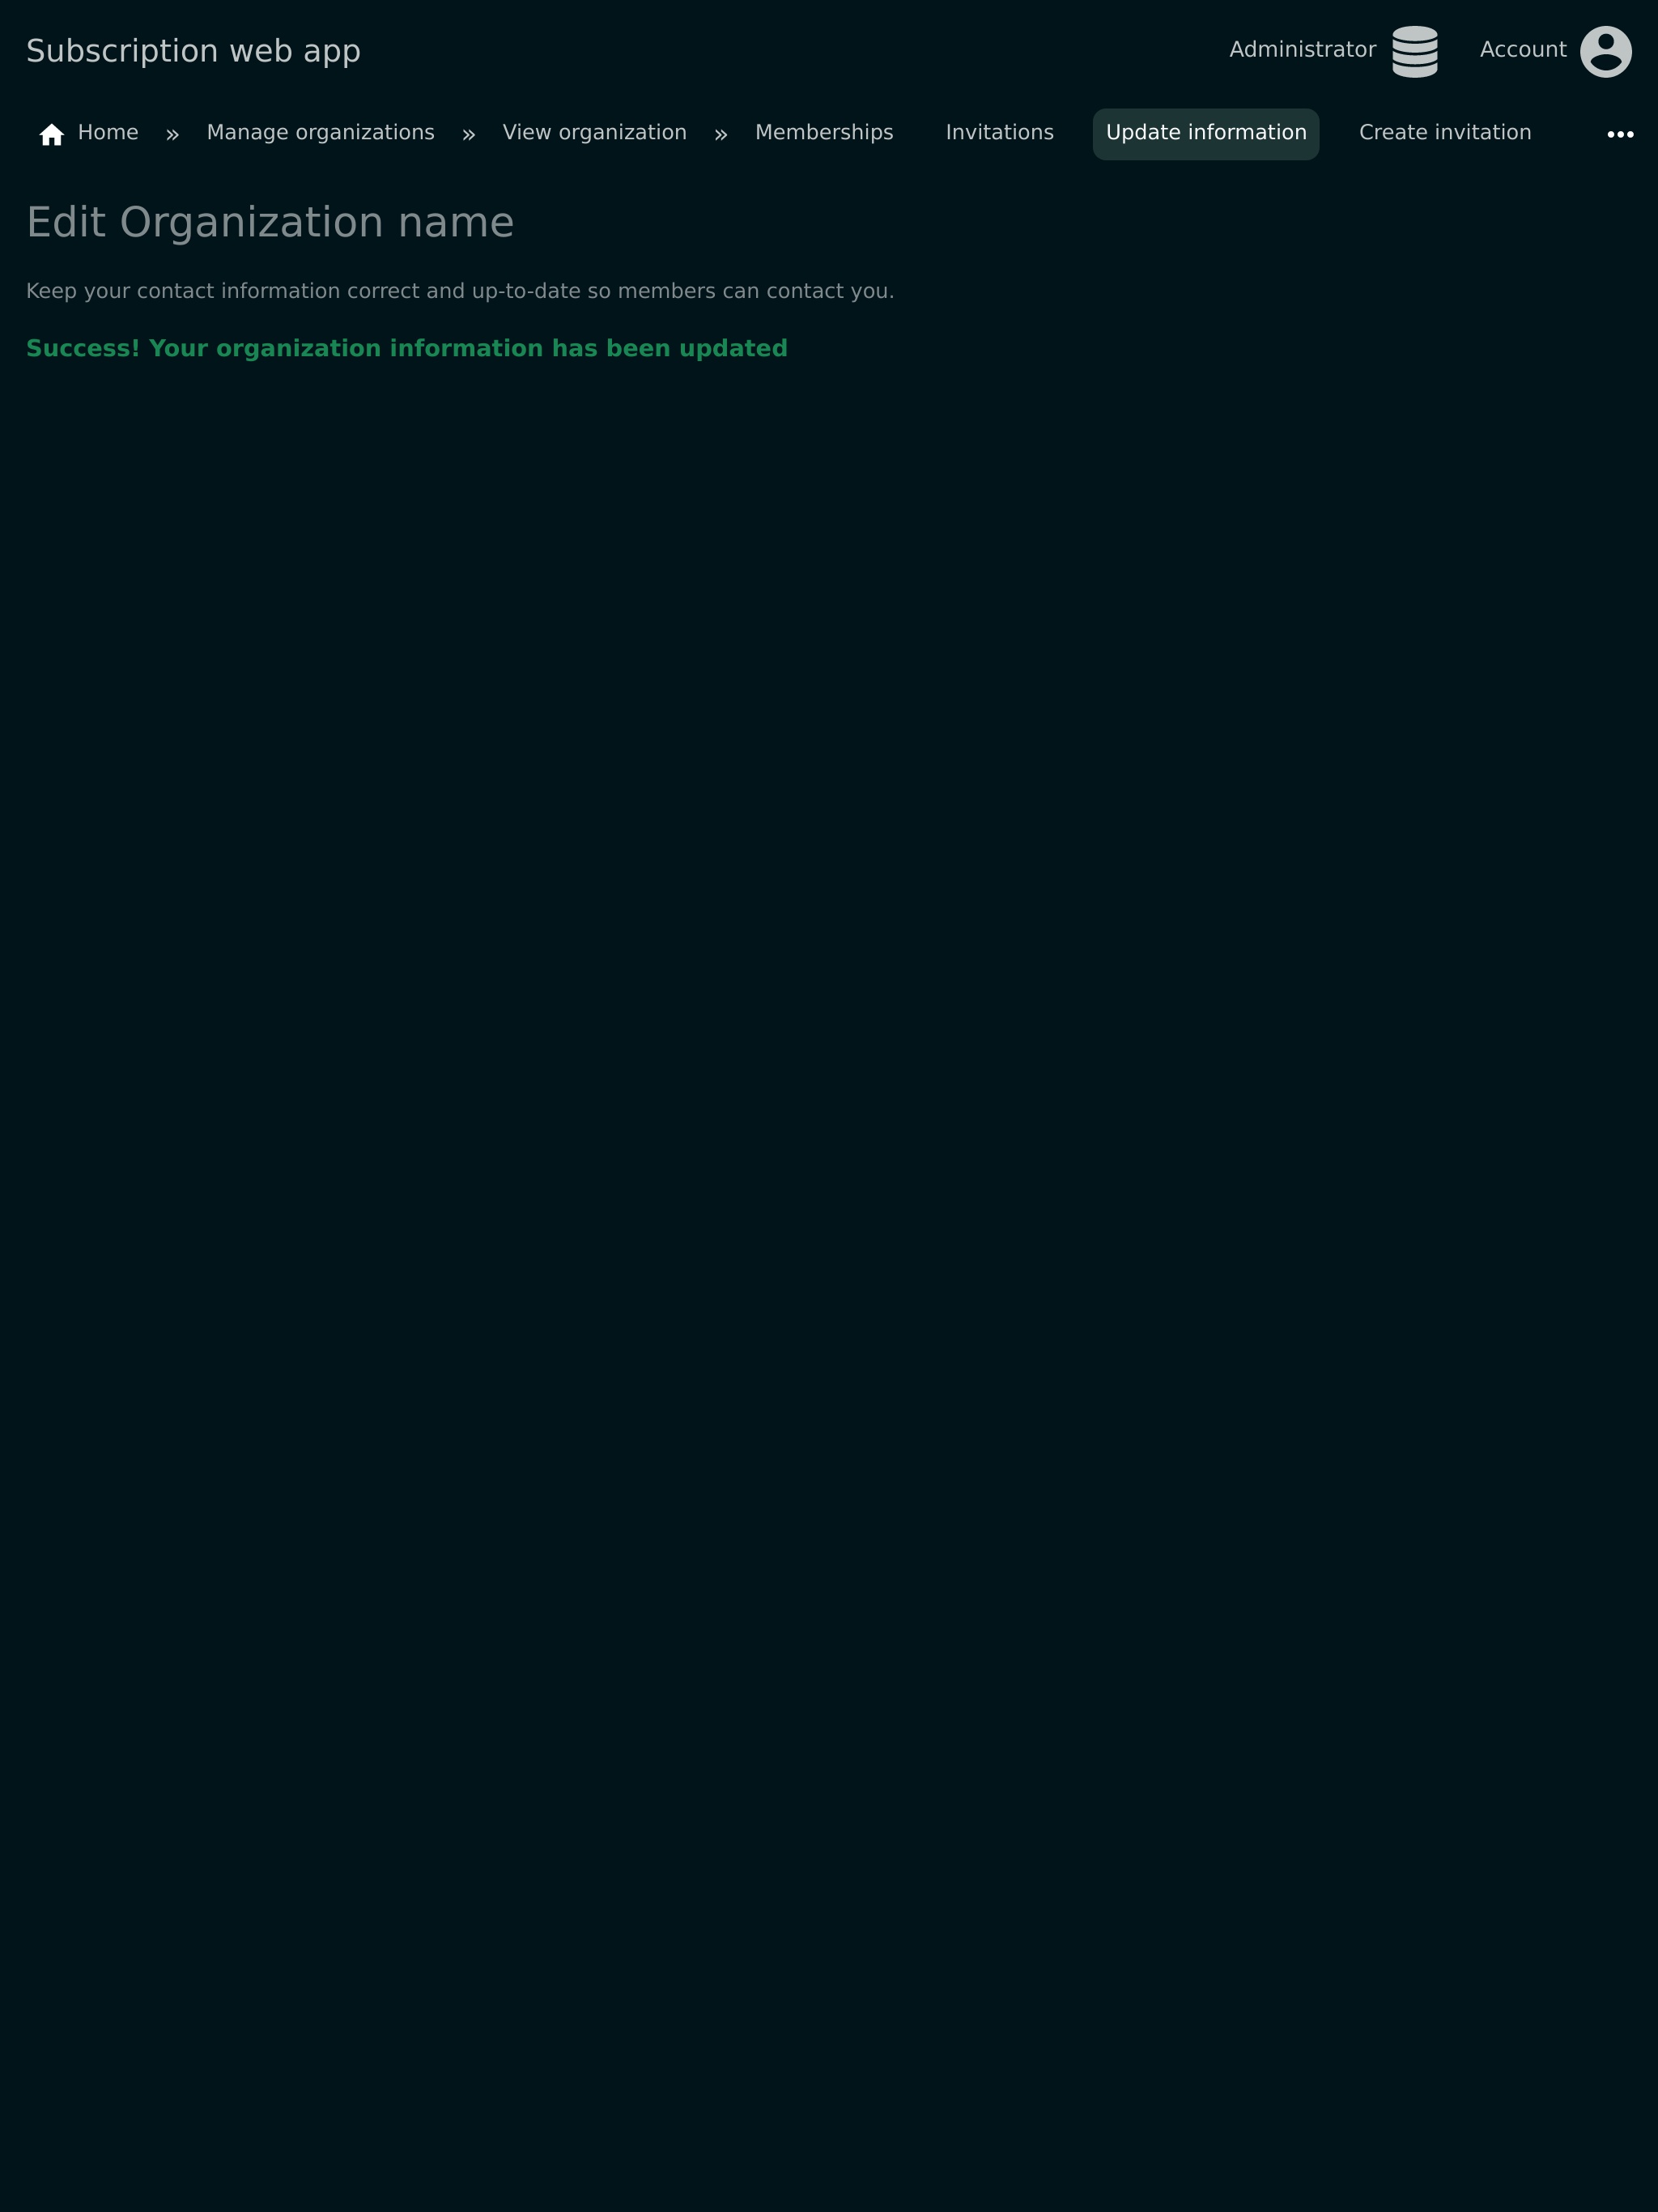 Subscription web app
Administrator
Account
Home » Manage organizations » View organization » Memberships Invitations Update information Create invitation
Edit Organization name
Keep your contact information correct and up-to-date so members can contact you.
Success! Your organization information has been updated